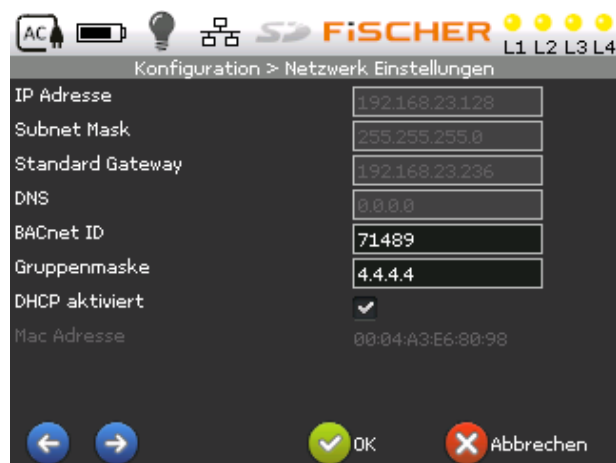 AC SD FiSCHER L1 L2 L3 L4
Konfiguration > Netzwerk Einstellungen
IP Adresse 192.168.23.128
Subnet Mask 255.255.255.0
Standard Gateway 192.168.23.236
DNS 0.0.0.0
BACnet ID 71489
Gruppenmaske 4.4.4.4
DHCP aktiviert
Mac Adresse 00:04:A3:E6:80:98
OK Abbrechen